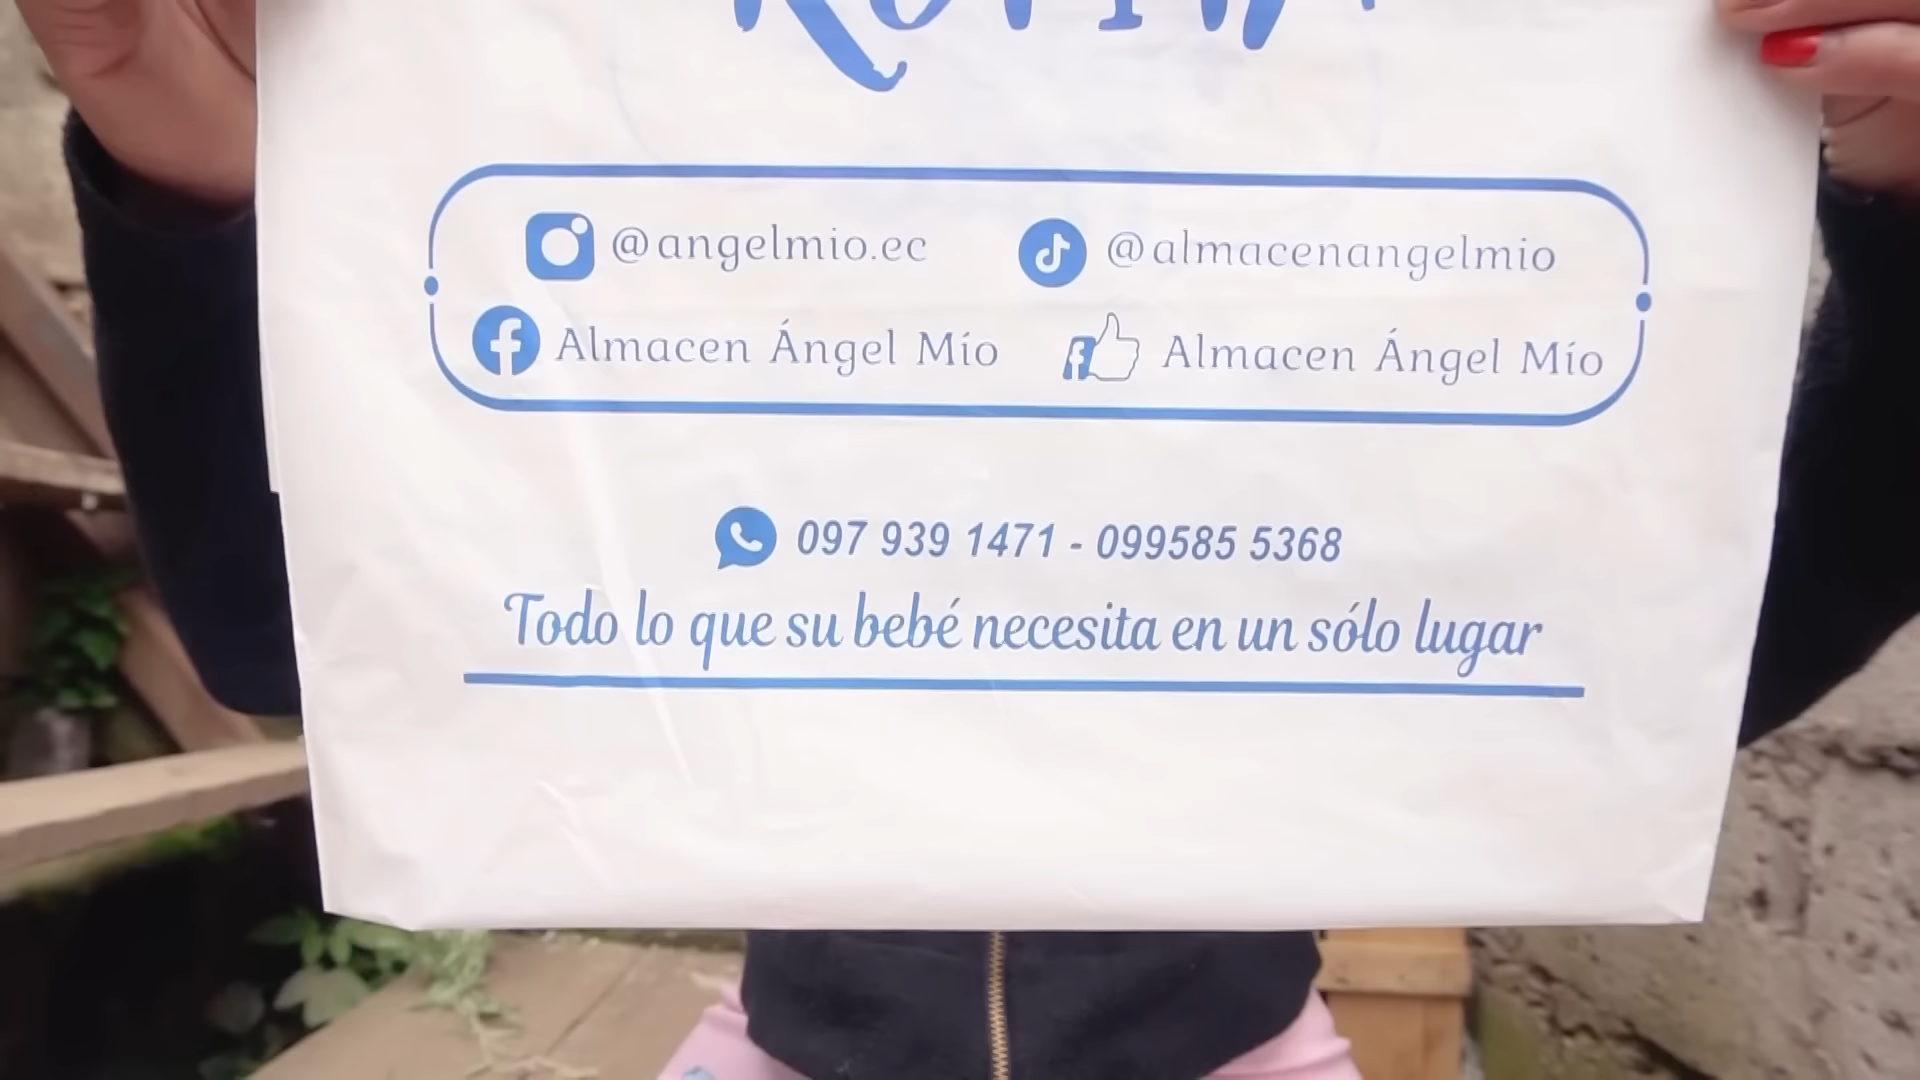 @angelmio.ec @almacenangelmio
Almacen Ángel Mío Almacen Ángel Mío
097 939 1471 - 099585 5368
Todo lo que su bebé necesita en un sólo lugar